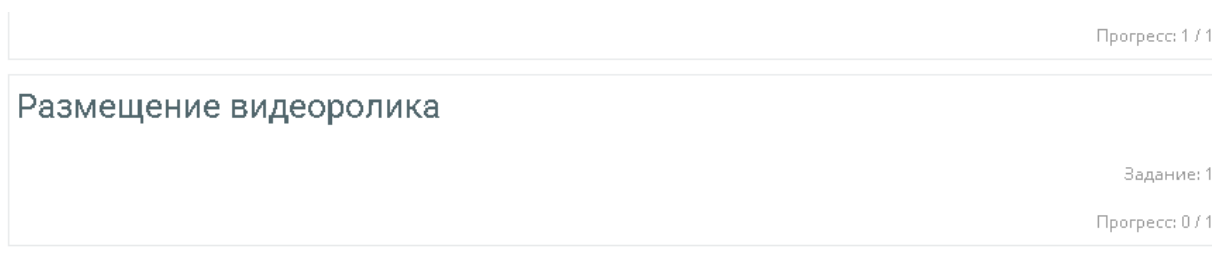 Прогресс: 1 / 1
Размещение видеоролика
Задание: 1
Прогресс: 0 / 1